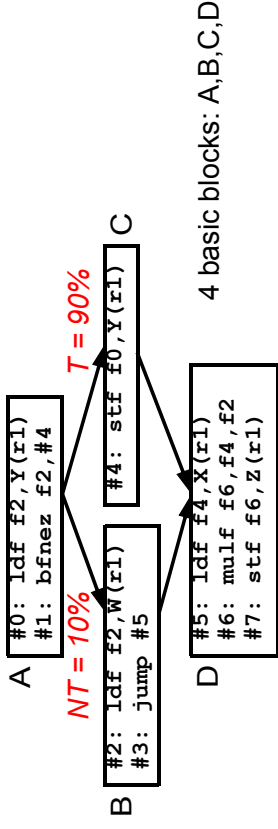 A
#0: ldf f2,Y(r1)
#1: bfnez f2,#4
NT = 10%
T = 90%
B
#2: ldf f2,W(r1)
#3: jump #5
#4: stf f0,Y(r1)
C
D
#5: ldf f4,X(r1)
#6: mulf f6,f4,f2
#7: stf f6,Z(r1)
4 basic blocks: A,B,C,D